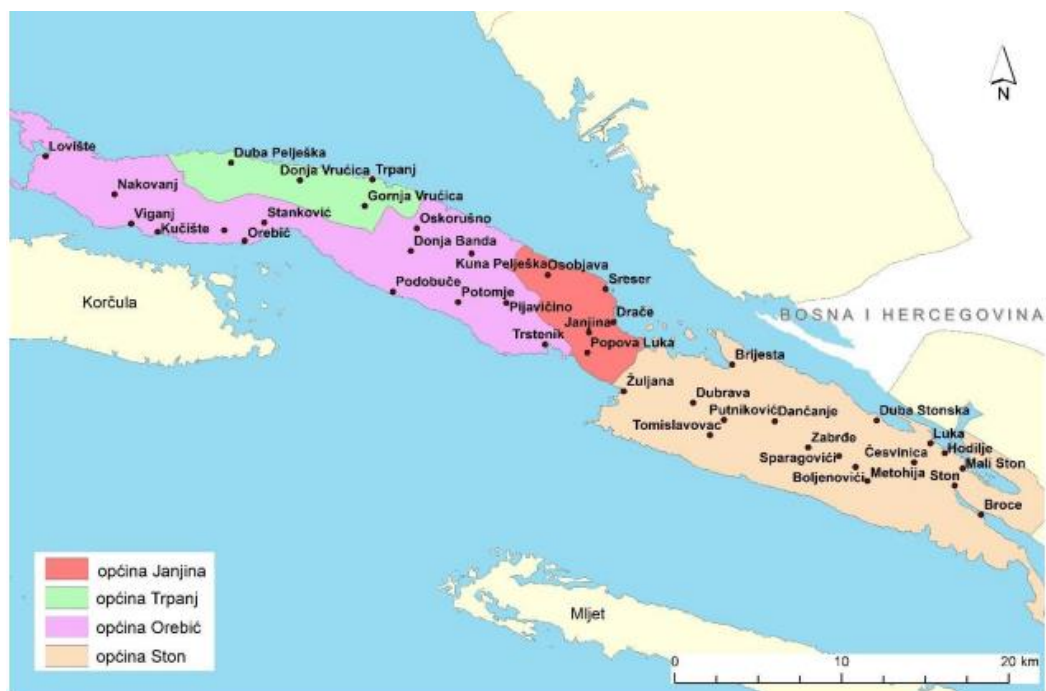 N
Lovište
Duba Pelješka
Donja Vrućica
Trpanj
Nakovanj
Gornja Vrućica
Viganj
Kučište
Stanković
Orebić
Oskorušno
Donja Banda
Kuna Pelješka
Osobjava
Sreser
Podobuče
Potomje
Pijavičino
Drače
Janjina
Trstenik
Popova Luka
Korčula
BOSNA I HERCEGOVINA
Brijesta
Žuljana
Dubrava
Putniković
Dančanje
Duba Stonska
Tomislavovac
Zabrđe
Luka
Hodilje
Sparagovići
Česvinica
Mali Ston
Boljenovići
Metohija
Ston
Broce
Mljet
općina Janjina
općina Trpanj
općina Orebić
općina Ston
0 10 20 km